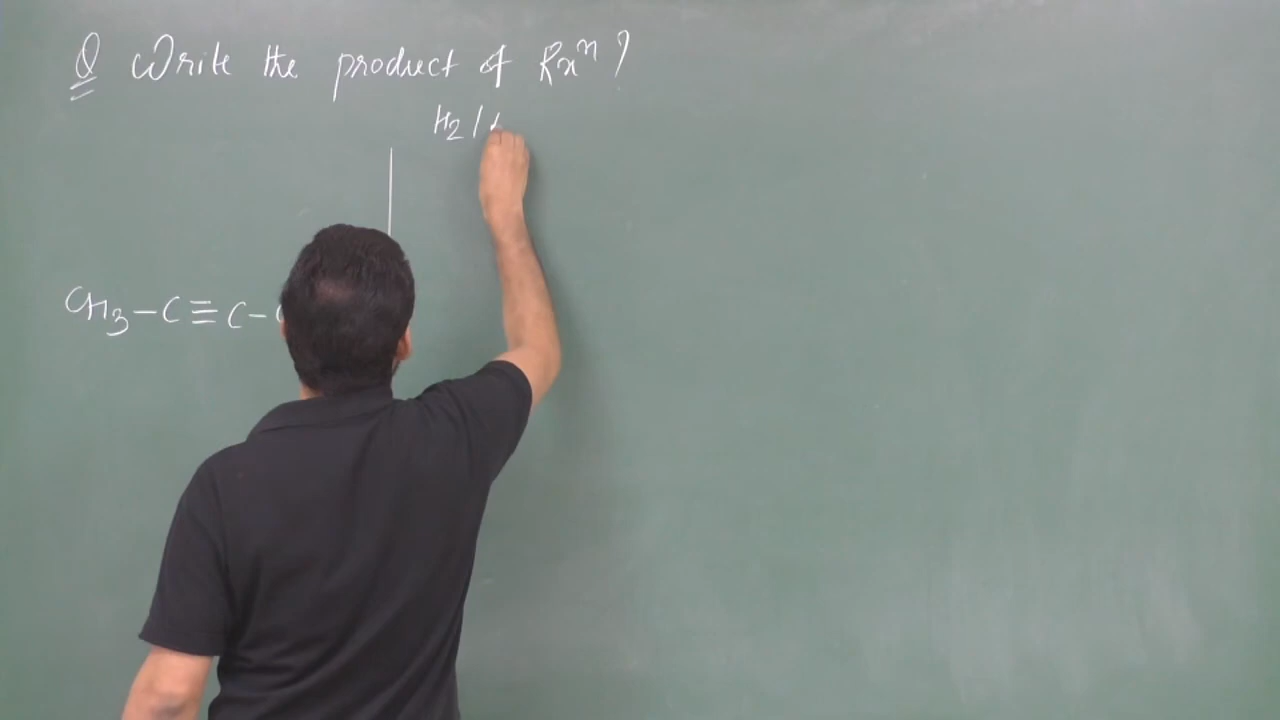 Q Write the product of Rxⁿ?
H₂/
CH₃-C≡C-